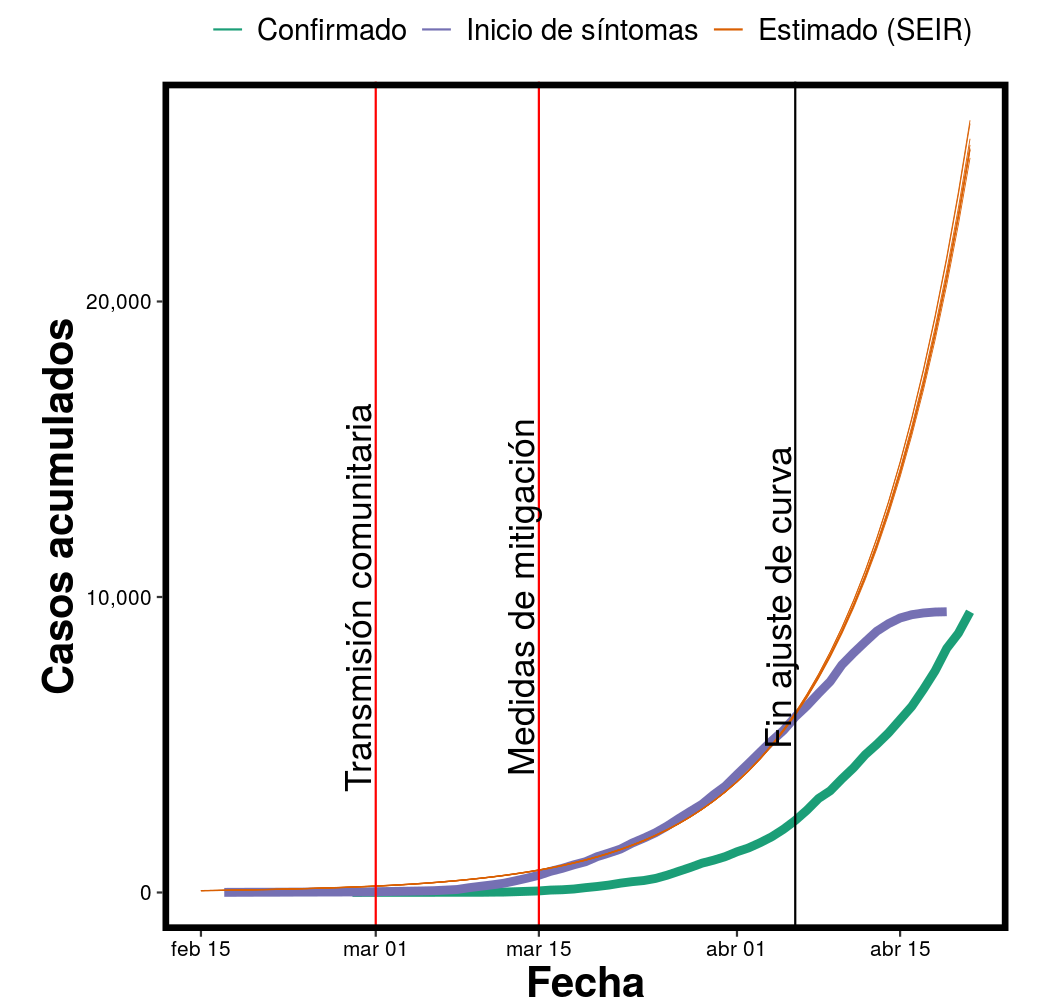 Confirmado Inicio de síntomas Estimado (SEIR)
Casos acumulados
20,000
10,000
0
Transmisión comunitaria
Medidas de mitigación
Fin ajuste de curva
feb 15 mar 01 mar 15 abr 01 abr 15
Fecha